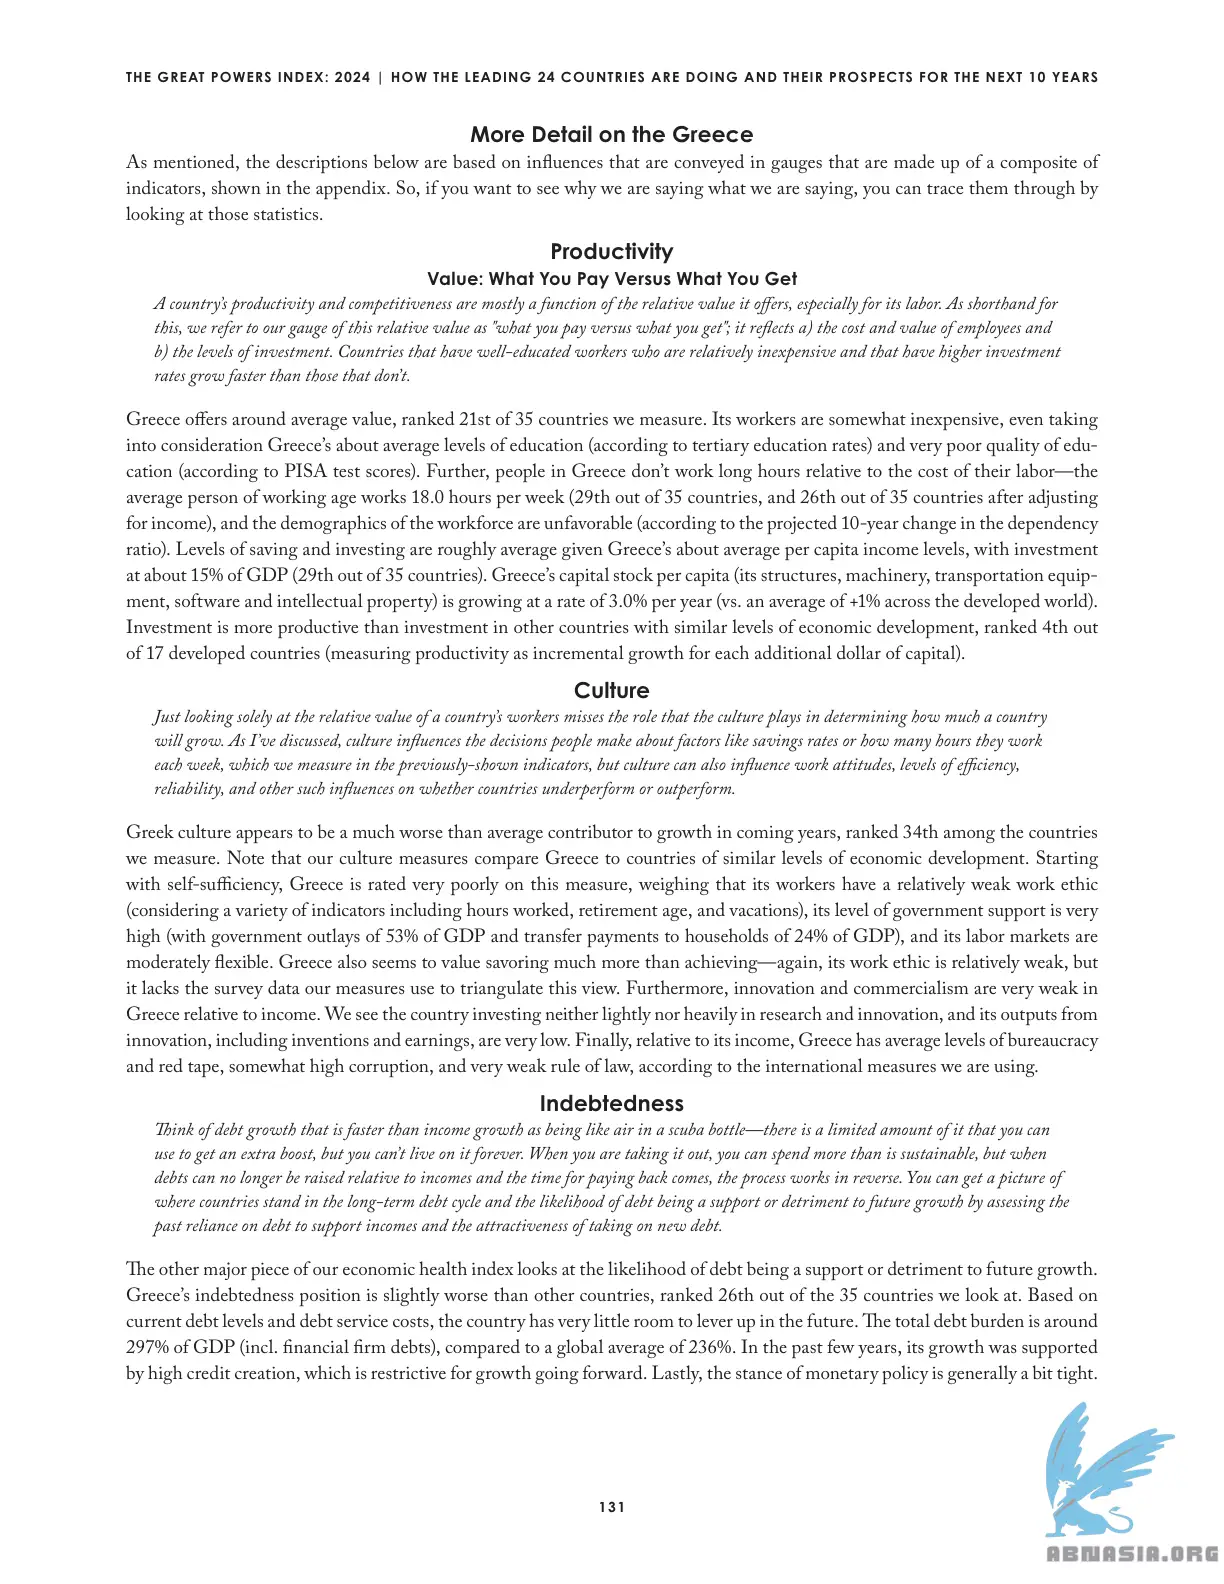 THE GREAT POWERS INDEX: 2024 | HOW THE LEADING 24 COUNTRIES ARE DOING AND THEIR PROSPECTS FOR THE NEXT 10 YEARS
More Detail on the Greece
As mentioned, the descriptions below are based on influences that are conveyed in gauges that are made up of a composite of
indicators, shown in the appendix. So, if you want to see why we are saying what we are saying, you can trace them through by
looking at those statistics.
Productivity
Value: What You Pay Versus What You Get
A country's productivity and competitiveness are mostly a function of the relative value it offers, especially for its labor. As shorthand for
this, we refer to our gauge of this relative value as "what you pay versus what you get"; it reflects a) the cost and value of employees and
b) the levels of investment. Countries that have well-educated workers who are relatively inexpensive and that have higher investment
rates grow faster than those that don't.
Greece offers around average value, ranked 21st of 35 countries we measure. Its workers are somewhat inexpensive, even taking
into consideration Greece's about average levels of education (according to tertiary education rates) and very poor quality of edu-
cation (according to PISA test scores). Further, people in Greece don't work long hours relative to the cost of their labor—the
average person of working age works 18.0 hours per week (29th out of 35 countries, and 26th out of 35 countries after adjusting
for income), and the demographics of the workforce are unfavorable (according to the projected 10-year change in the dependency
ratio). Levels of saving and investing are roughly average given Greece's about average per capita income levels, with investment
at about 15% of GDP (29th out of 35 countries). Greece's capital stock per capita (its structures, machinery, transportation equip-
ment, software and intellectual property) is growing at a rate of 3.0% per year (vs. an average of +1% across the developed world).
Investment is more productive than investment in other countries with similar levels of economic development, ranked 4th out
of 17 developed countries (measuring productivity as incremental growth for each additional dollar of capital).
Culture
Just looking solely at the relative value of a country's workers misses the role that the culture plays in determining how much a country
will grow. As I've discussed, culture influences the decisions people make about factors like savings rates or how many hours they work
each week, which we measure in the previously-shown indicators, but culture can also influence work attitudes, levels of efficiency,
reliability, and other such influences on whether countries underperform or outperform.
Greek culture appears to be a much worse than average contributor to growth in coming years, ranked 34th among the countries
we measure. Note that our culture measures compare Greece to countries of similar levels of economic development. Starting
with self-sufficiency, Greece is rated very poorly on this measure, weighing that its workers have a relatively weak work ethic
(considering a variety of indicators including hours worked, retirement age, and vacations), its level of government support is very
high (with government outlays of 53% of GDP and transfer payments to households of 24% of GDP), and its labor markets are
moderately flexible. Greece also seems to value savoring much more than achieving—again, its work ethic is relatively weak, but
it lacks the survey data our measures use to triangulate this view. Furthermore, innovation and commercialism are very weak in
Greece relative to income. We see the country investing neither lightly nor heavily in research and innovation, and its outputs from
innovation, including inventions and earnings, are very low. Finally, relative to its income, Greece has average levels of bureaucracy
and red tape, somewhat high corruption, and very weak rule of law, according to the international measures we are using.
Indebtedness
Think of debt growth that is faster than income growth as being like air in a scuba bottle—there is a limited amount of it that you can
use to get an extra boost, but you can't live on it forever. When you are taking it out, you can spend more than is sustainable, but when
debts can no longer be raised relative to incomes and the time for paying back comes, the process works in reverse. You can get a picture of
where countries stand in the long-term debt cycle and the likelihood of debt being a support or detriment to future growth by assessing the
past reliance on debt to support incomes and the attractiveness of taking on new debt.
The other major piece of our economic health index looks at the likelihood of debt being a support or detriment to future growth.
Greece's indebtedness position is slightly worse than other countries, ranked 26th out of the 35 countries we look at. Based on
current debt levels and debt service costs, the country has very little room to lever up in the future. The total debt burden is around
297% of GDP (incl. financial firm debts), compared to a global average of 236%. In the past few years, its growth was supported
by high credit creation, which is restrictive for growth going forward. Lastly, the stance of monetary policy is generally a bit tight.
131
ABNASIA.ORG